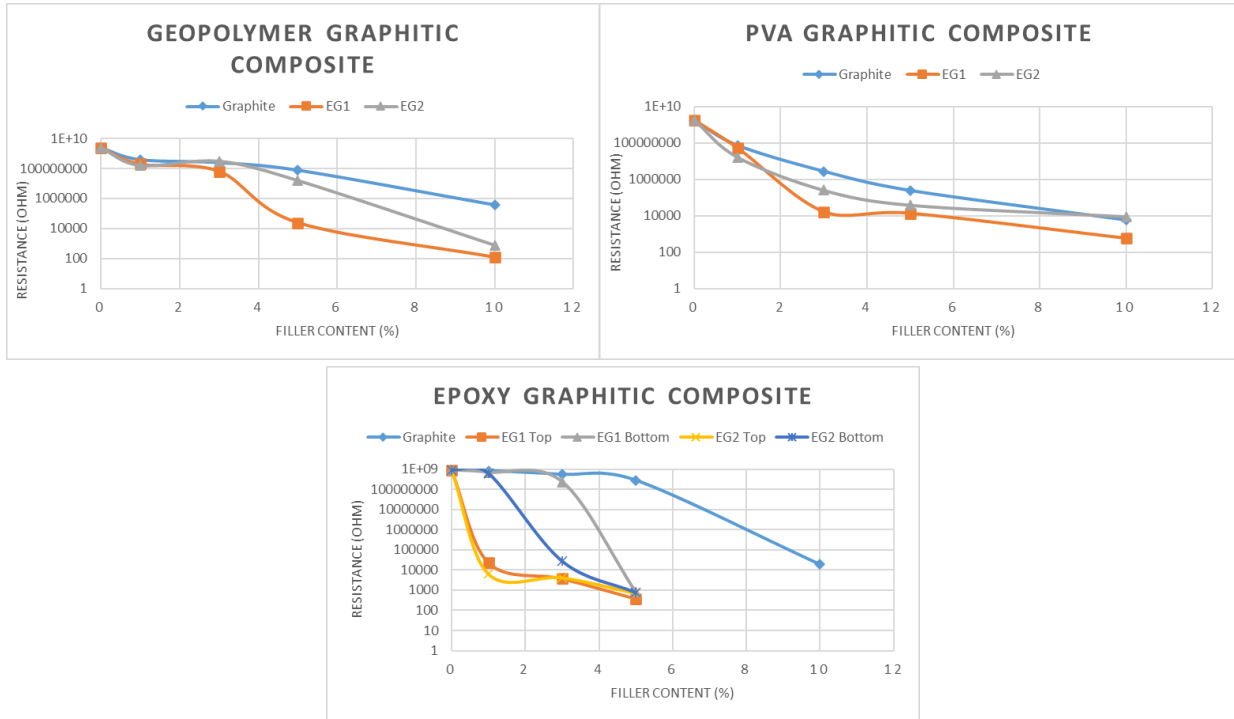 GEOPOLYMER GRAPHITIC
COMPOSITE
Graphite EG1 EG2
1E+10
100000000
1000000
10000
100
1
RESISTANCE (OHM)
0 2 4 6 8 10 12
FILLER CONTENT (%)
PVA GRAPHITIC COMPOSITE
Graphite EG1 EG2
1E+10
100000000
1000000
10000
100
1
RESISTANCE (OHM)
0 2 4 6 8 10 12
FILLER CONTENT (%)
EPOXY GRAPHITIC COMPOSITE
Graphite EG1 Top EG1 Bottom EG2 Top EG2 Bottom
1E+09
100000000
10000000
1000000
100000
10000
1000
100
10
1
RESISTANCE (OHM)
0 2 4 6 8 10 12
FILLER CONTENT (%)